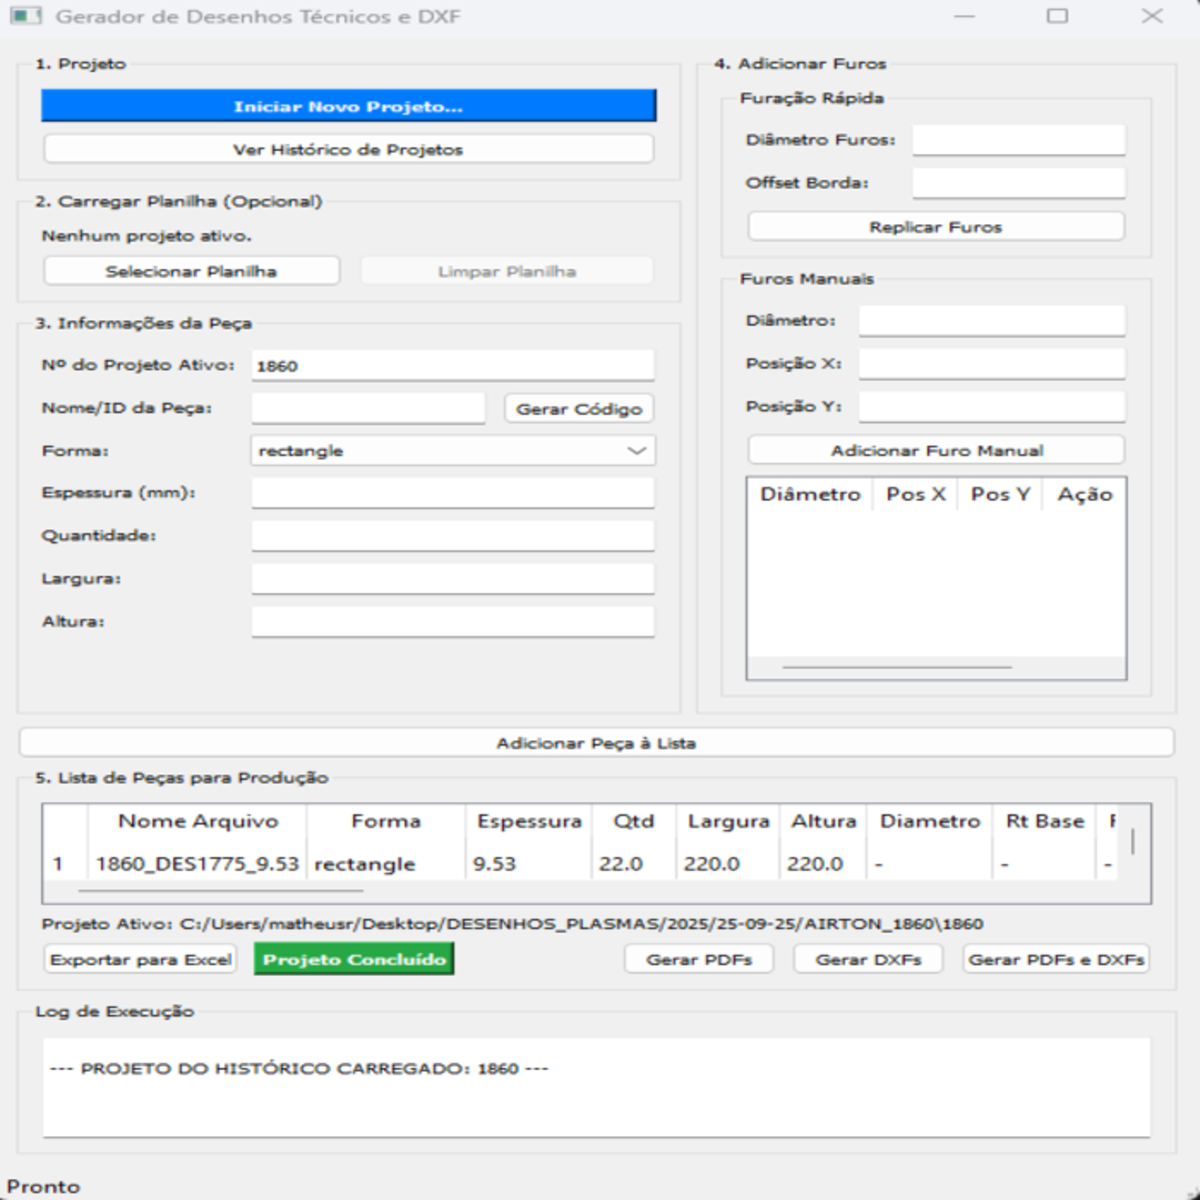 Gerador de Desenhos Técnicos e DXF
1. Projeto
Iniciar Novo Projeto...
Ver Histórico de Projetos
2. Carregar Planilha (Opcional)
Nenhum projeto ativo.
Selecionar Planilha Limpar Planilha
3. Informações da Peça
Nº do Projeto Ativo: 1860
Nome/ID da Peça: Gerar Código
Forma: rectangle
Espessura (mm):
Quantidade:
Largura:
Altura:
4. Adicionar Furos
Furação Rápida
Diâmetro Furos:
Offset Borda:
Replicar Furos
Furos Manuais
Diâmetro:
Posição X:
Posição Y:
Adicionar Furo Manual
Diâmetro Pos X Pos Y Ação
Adicionar Peça à Lista
5. Lista de Peças para Produção
Nome Arquivo Forma Espessura Qtd Largura Altura Diametro Rt Base
1 1860_DES1775_9.53 rectangle 9.53 22.0 220.0 220.0 - - -
Projeto Ativo: C:/Users/matheusr/Desktop/DESENHOS_PLASMAS/2025/25-09-25/AIRTON_1860\1860
Exportar para Excel Projeto Concluído Gerar PDFs Gerar DXFs Gerar PDFs e DXFs
Log de Execução
--- PROJETO DO HISTÓRICO CARREGADO: 1860 ---
Pronto